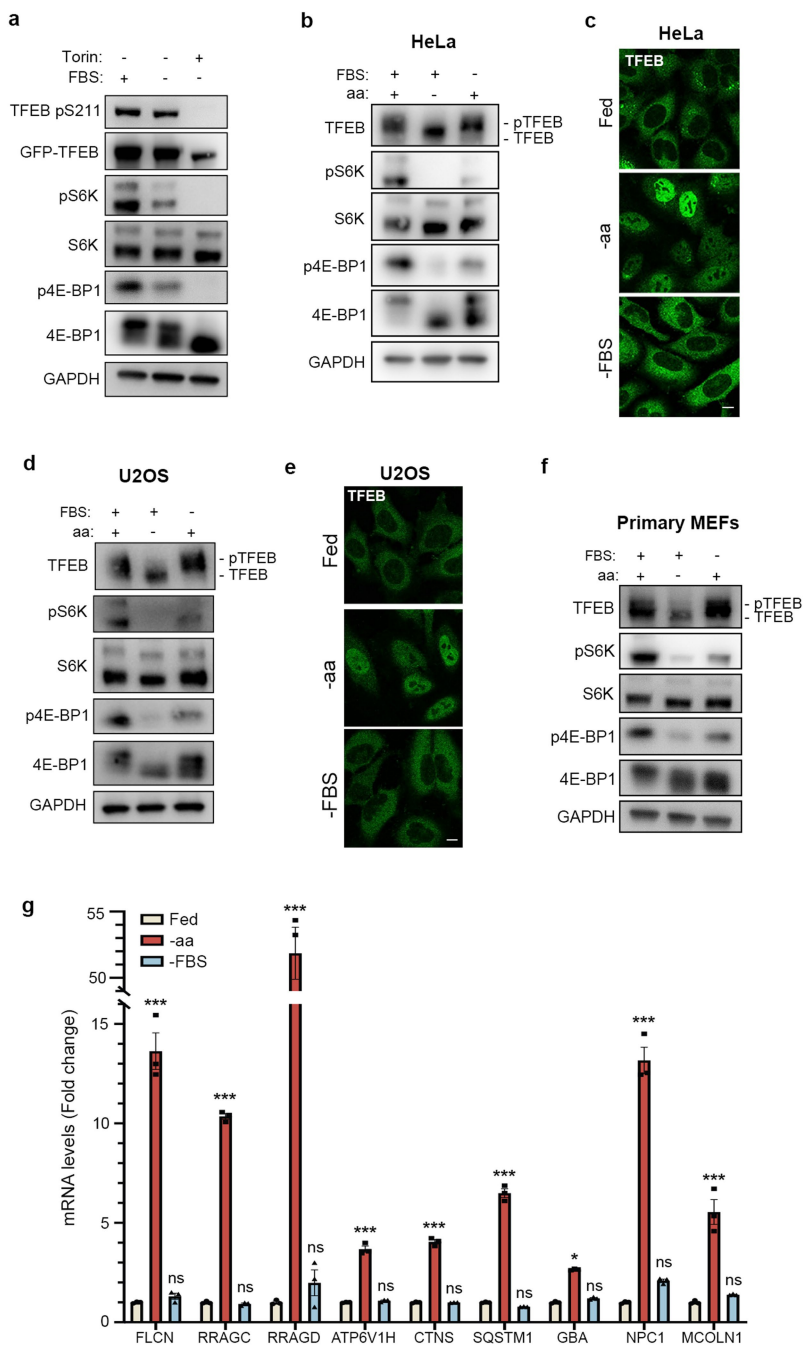 a
Torin: - - +
FBS: + - -
TFEB pS211
GFP-TFEB
pS6K
S6K
p4E-BP1
4E-BP1
GAPDH
b
HeLa
FBS: + + -
aa: + - +
TFEB
- pTFEB
- TFEB
pS6K
S6K
p4E-BP1
4E-BP1
GAPDH
c
HeLa
TFEB
Fed
-aa
-FBS
d
U2OS
FBS: + + -
aa: + - +
TFEB
- pTFEB
- TFEB
pS6K
S6K
p4E-BP1
4E-BP1
GAPDH
e
U2OS
TFEB
Fed
-aa
-FBS
f
Primary MEFs
FBS: + + -
aa: + - +
TFEB
- pTFEB
- TFEB
pS6K
S6K
p4E-BP1
4E-BP1
GAPDH
g
mRNA levels (Fold change)
55
50
15
10
5
0
Fed
-aa
-FBS
*** ns
*** ns
*** ns
*** ns
*** ns
*** ns
* ns
*** ns
*** ns
FLCN RRAGC RRAGD ATP6V1H CTNS SQSTM1 GBA NPC1 MCOLN1